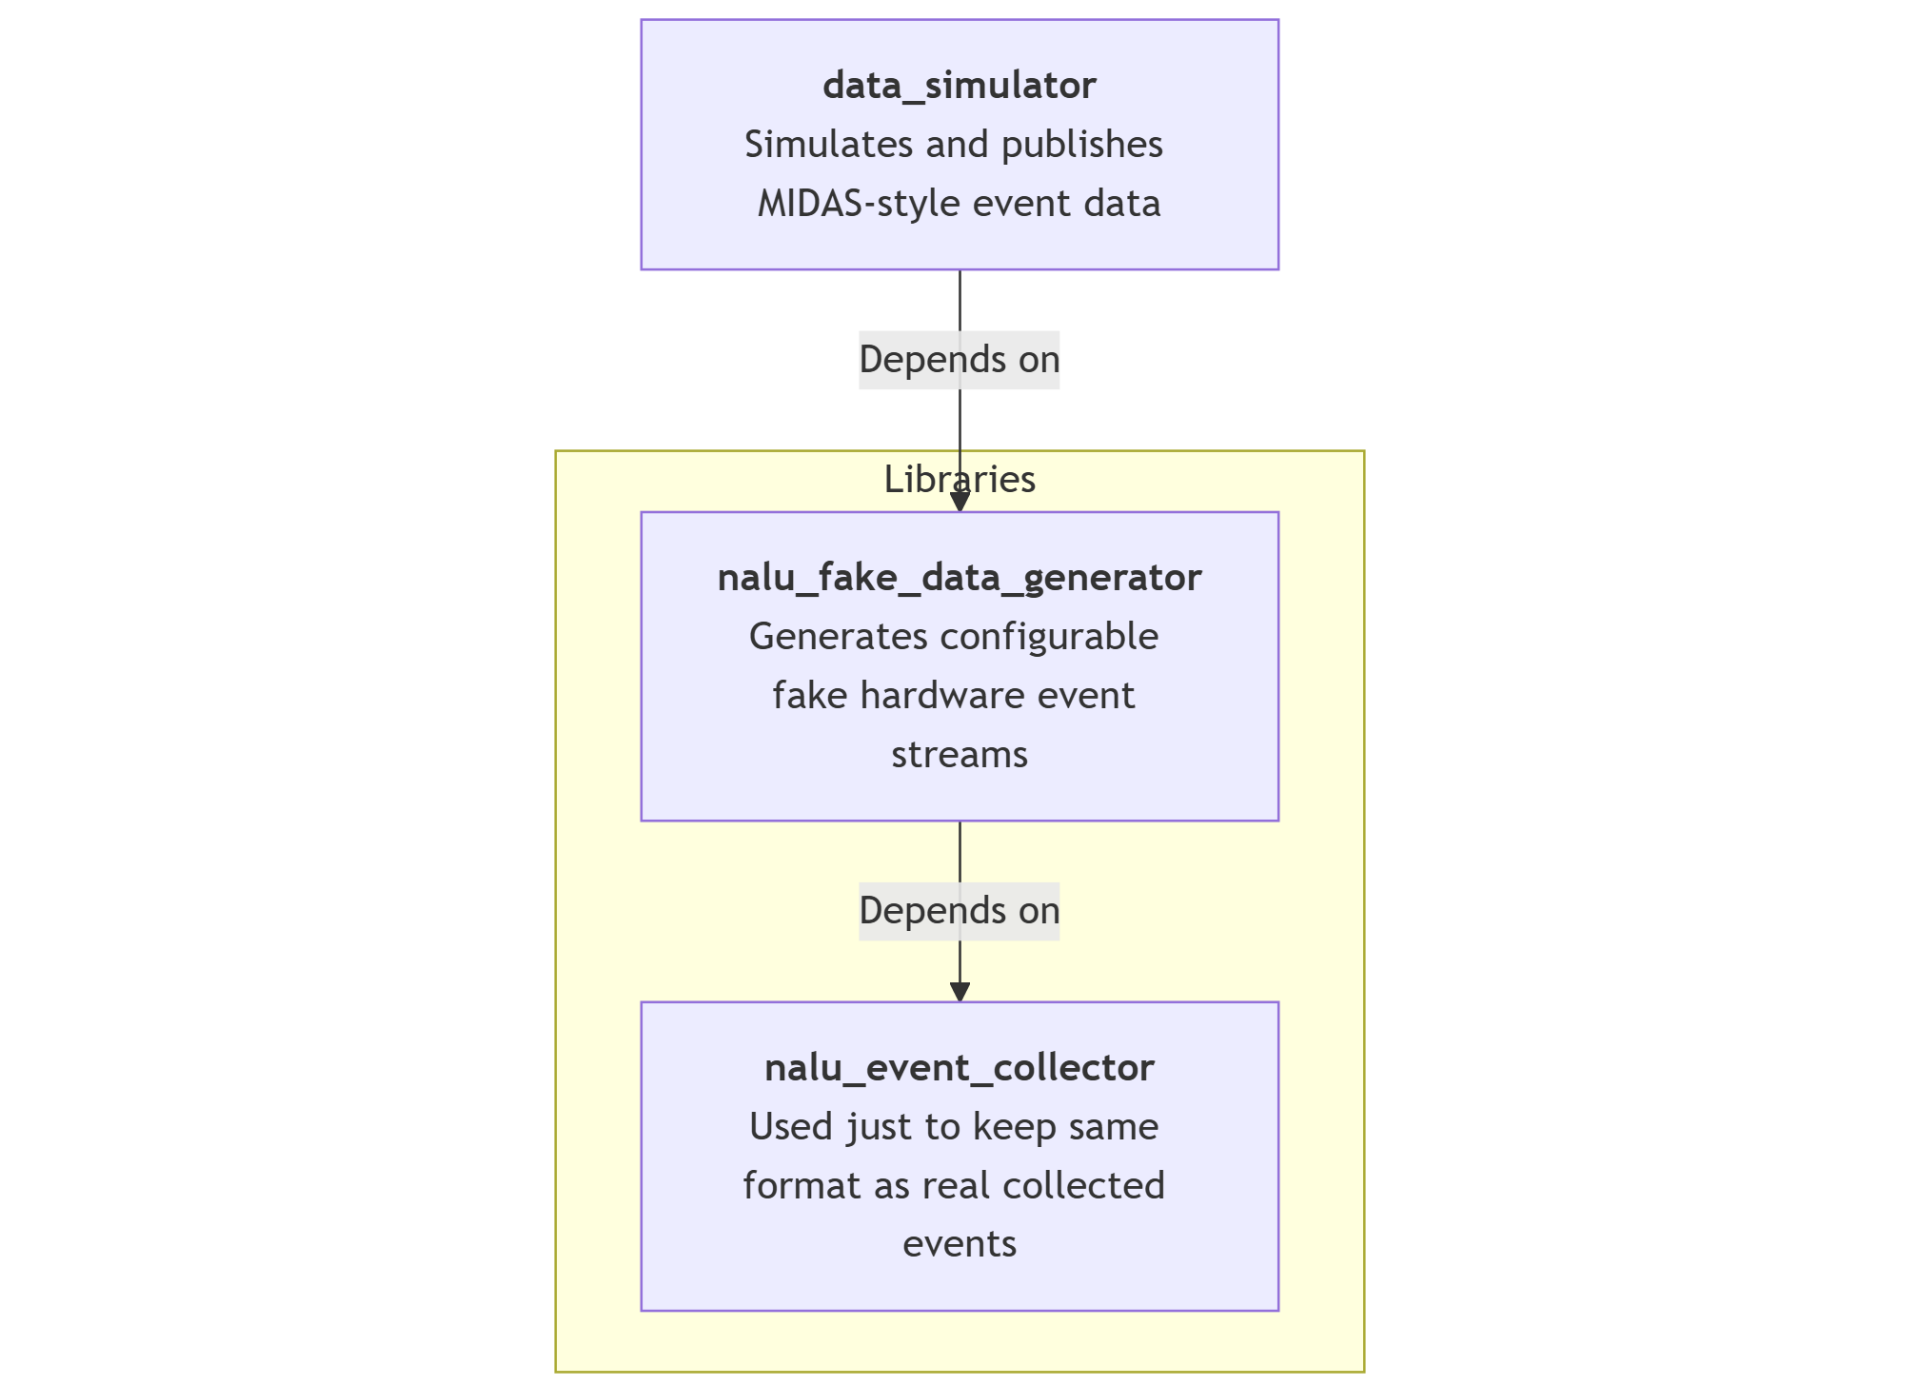 data_simulator
Simulates and publishes
MIDAS-style event data
Depends on
Libraries
nalu_fake_data_generator
Generates configurable
fake hardware event
streams
Depends on
nalu_event_collector
Used just to keep same
format as real collected
events